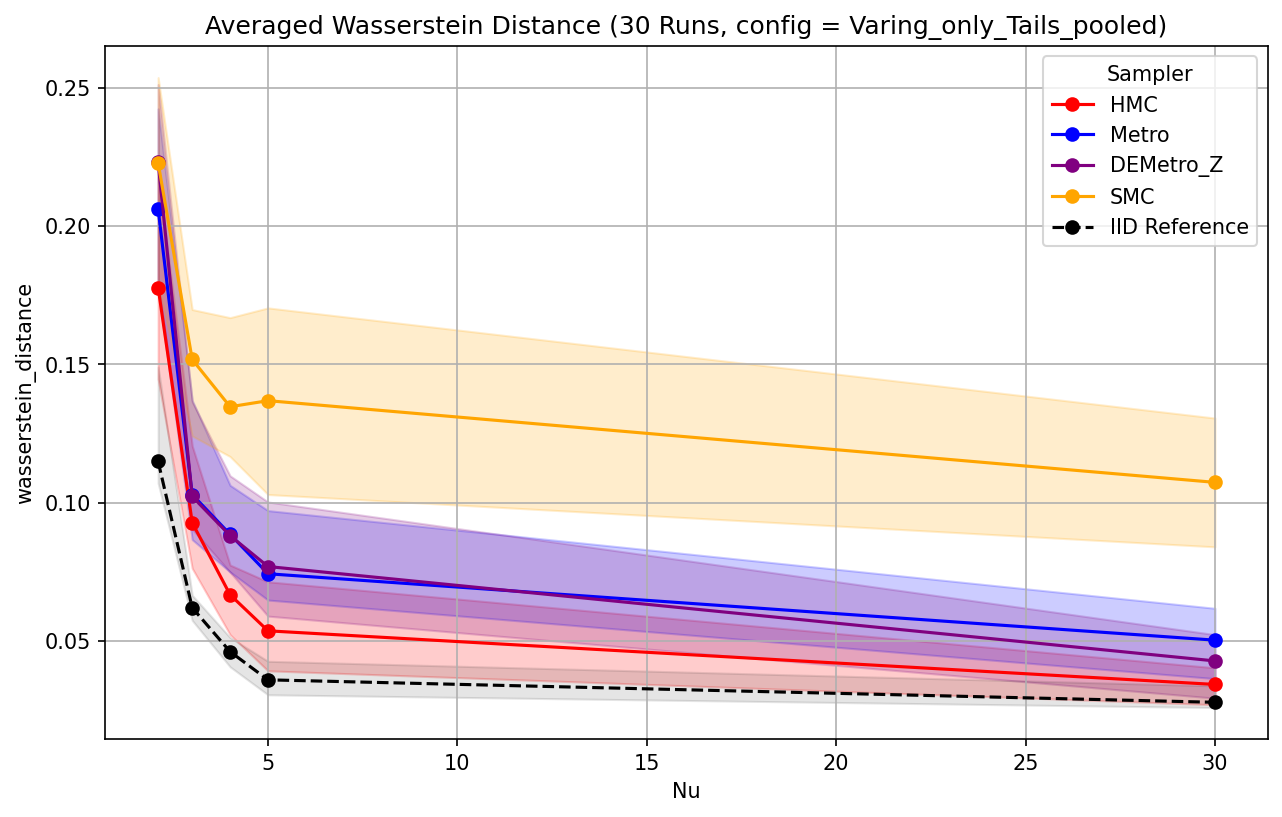 Averaged Wasserstein Distance (30 Runs, config = Varing_only_Tails_pooled)
wasserstein_distance
0.25
0.20
0.15
0.10
0.05
Sampler
HMC
Metro
DEMetro_Z
SMC
IID Reference
5
10
15
20
25
30
Nu